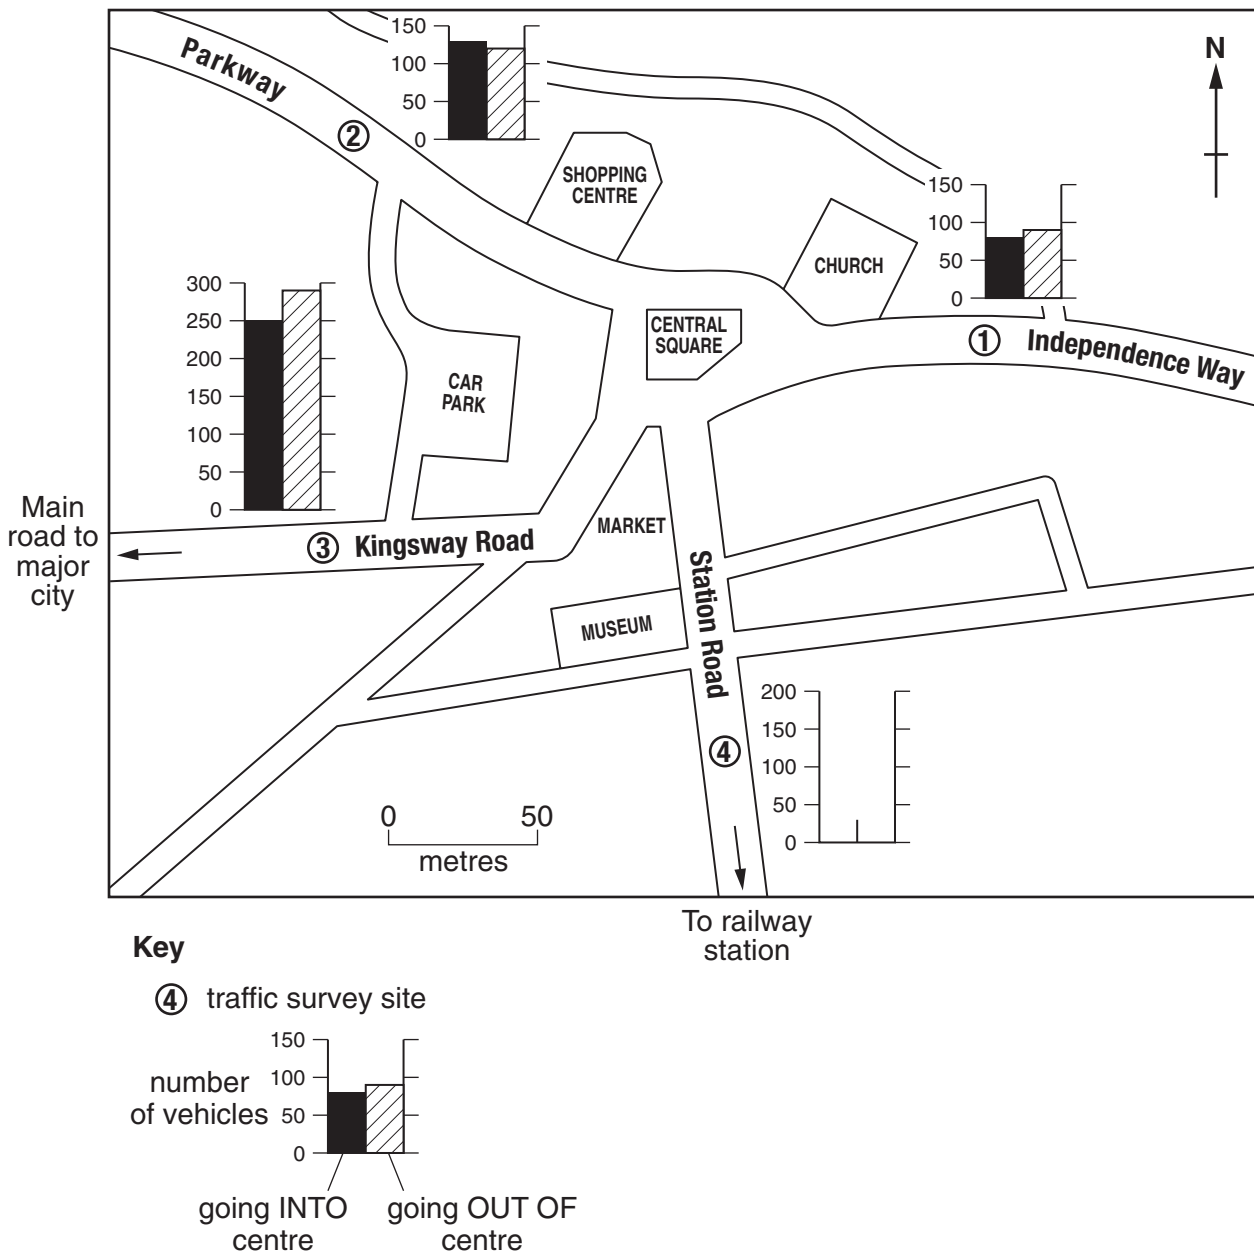 150
100
50
0
N
Parkway
2
SHOPPING
CENTRE
150
100
50
0
CHURCH
300
250
200
150
100
50
0
CENTRAL
SQUARE
1 Independence Way
CAR
PARK
Main
road to
major
city
3 Kingsway Road
MARKET
Station Road
MUSEUM
200
150
100
50
0
4
0 50
metres
To railway
station
Key
4 traffic survey site
150
100
50
0
number
of vehicles
going INTO
centre
going OUT OF
centre